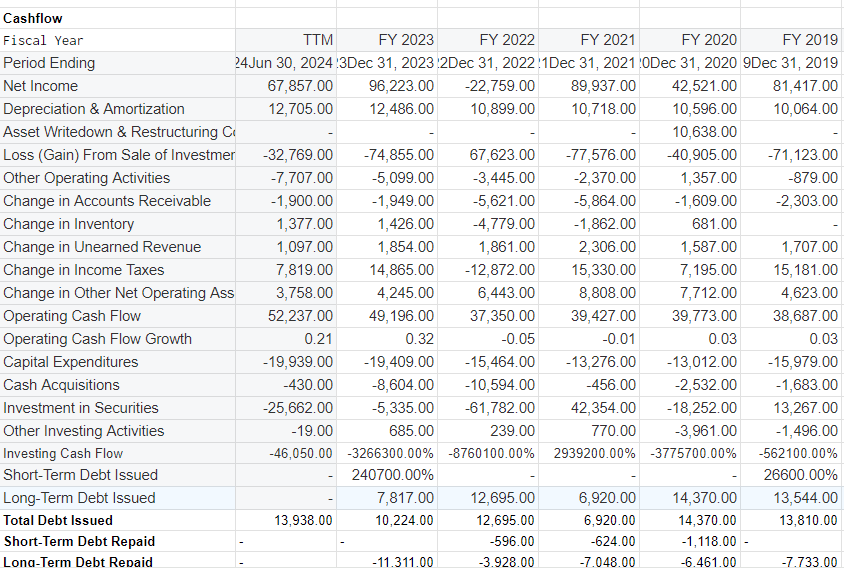 Cashflow
Fiscal Year TTM FY 2023 FY 2022 FY 2021 FY 2020 FY 2019
Period Ending 24Jun 30, 2024 3Dec 31, 2023 2Dec 31, 2022 1Dec 31, 2021 0Dec 31, 2020 9Dec 31, 2019
Net Income 67,857.00 96,223.00 -22,759.00 89,937.00 42,521.00 81,417.00
Depreciation & Amortization 12,705.00 12,486.00 10,899.00 10,718.00 10,596.00 10,064.00
Asset Writedown & Restructuring Co - - - - 10,638.00 -
Loss (Gain) From Sale of Investmen -32,769.00 -74,855.00 67,623.00 -77,576.00 -40,905.00 -71,123.00
Other Operating Activities -7,707.00 -5,099.00 -3,445.00 -2,370.00 1,357.00 -879.00
Change in Accounts Receivable -1,900.00 -1,949.00 -5,621.00 -5,864.00 -1,609.00 -2,303.00
Change in Inventory 1,377.00 1,426.00 -4,779.00 -1,862.00 681.00 -
Change in Unearned Revenue 1,097.00 1,854.00 1,861.00 2,306.00 1,587.00 1,707.00
Change in Income Taxes 7,819.00 14,865.00 -12,872.00 15,330.00 7,195.00 15,181.00
Change in Other Net Operating Ass 3,758.00 4,245.00 6,443.00 8,808.00 7,712.00 4,623.00
Operating Cash Flow 52,237.00 49,196.00 37,350.00 39,427.00 39,773.00 38,687.00
Operating Cash Flow Growth 0.21 0.32 -0.05 -0.01 0.03 0.03
Capital Expenditures -19,939.00 -19,409.00 -15,464.00 -13,276.00 -13,012.00 -15,979.00
Cash Acquisitions -430.00 -8,604.00 -10,594.00 -456.00 -2,532.00 -1,683.00
Investment in Securities -25,662.00 -5,335.00 -61,782.00 42,354.00 -18,252.00 13,267.00
Other Investing Activities -19.00 685.00 239.00 770.00 -3,961.00 -1,496.00
Investing Cash Flow -46,050.00 -3266300.00% -8760100.00% 2939200.00% -3775700.00% -562100.00%
Short-Term Debt Issued - 240700.00% - - - 26600.00%
Long-Term Debt Issued - 7,817.00 12,695.00 6,920.00 14,370.00 13,544.00
Total Debt Issued 13,938.00 10,224.00 12,695.00 6,920.00 14,370.00 13,810.00
Short-Term Debt Repaid - - -596.00 -624.00 -1,118.00 -
Long-Term Debt Repaid - -11,311.00 -3,928.00 -7,048.00 -6,461.00 -7,733.00